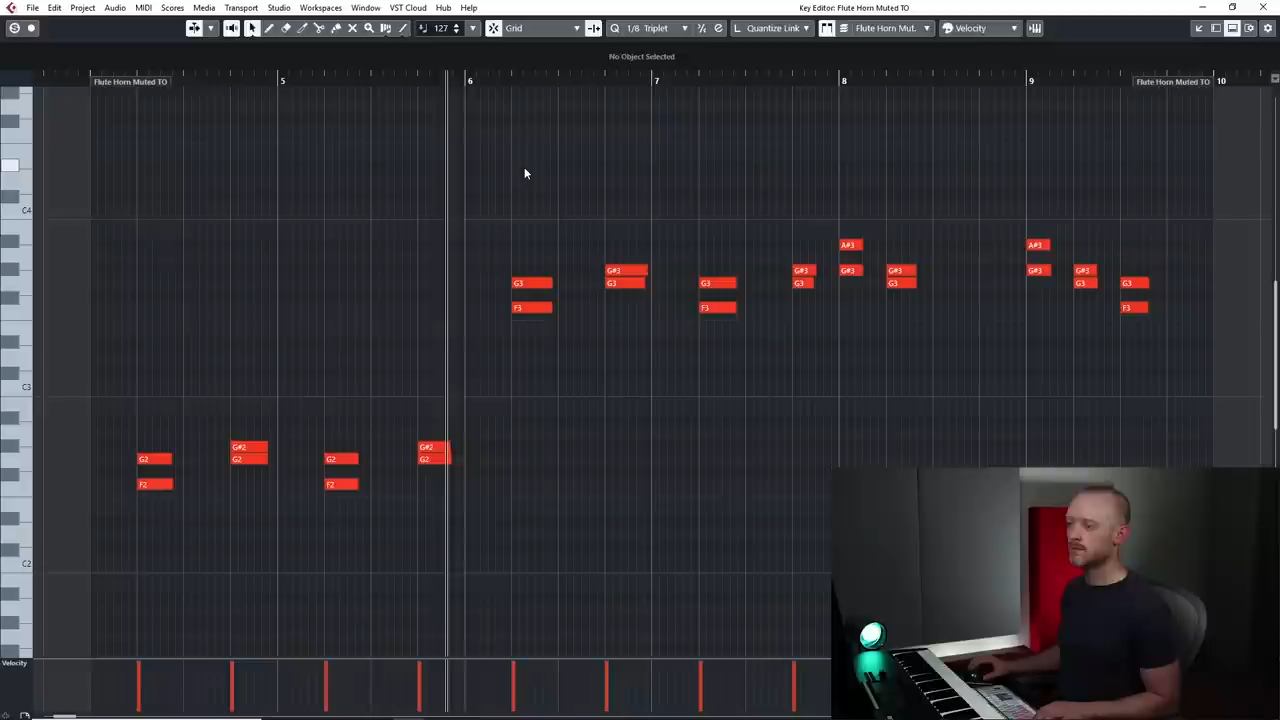 File Edit Project Audio MIDI Scores Media Transport Studio Workspaces Window VST Cloud Hub Help
Key Editor: Flute Horn Muted TO
127 Grid Q 1/8 Triplet Quantize Link Flute Horn Mut. Velocity
No Object Selected
Flute Horn Muted TO 5 6 7 8 9 Flute Horn Muted TO 10
C4
A#3 A#3
G#3 G#3 G#3 G#3 G#3 G#3
G3 G3 G3 G3 G3 G3 G3
F3 F3 F3
C3
G#2 G#2
G2 G2 G2 G2
F2 F2
C2
Velocity